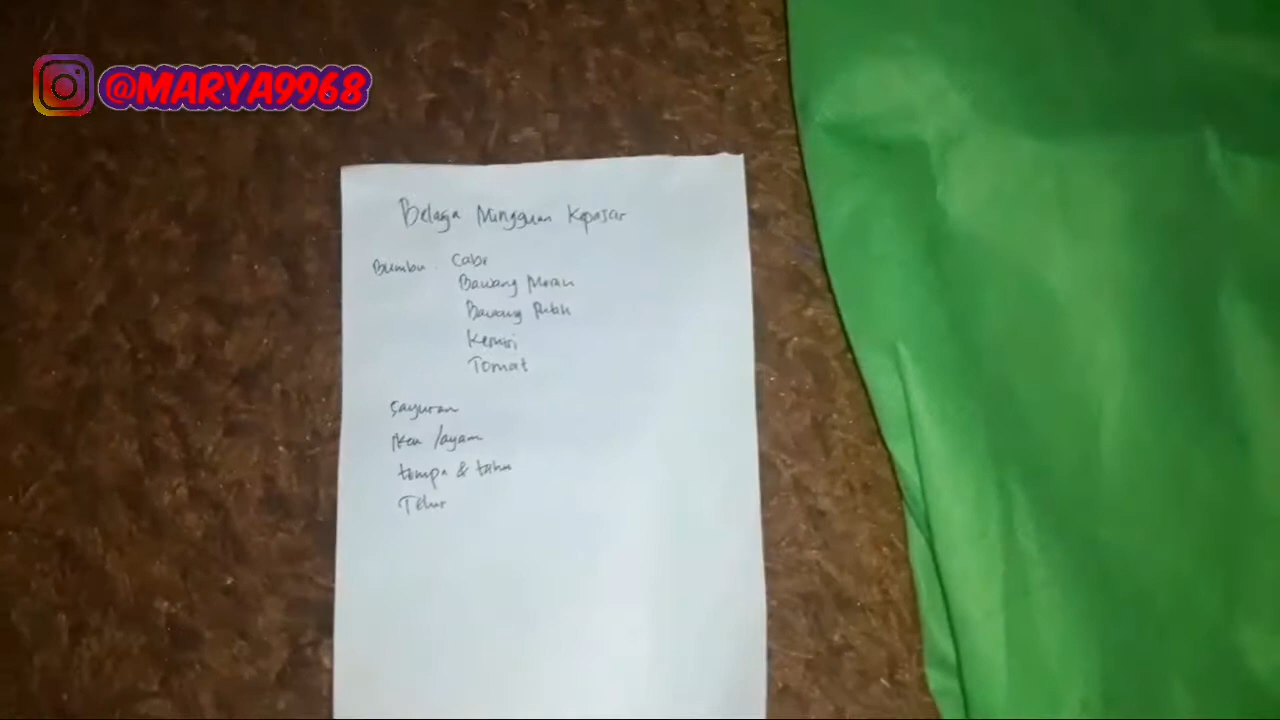 @MARYA9968
Belanja Mingguan Kepasar
Bumbu : Cabe
Bawang Merah
Bawang Putih
Kemiri
Tomat
Sayuran
Ikan / ayam
tempe & tahu
Telur